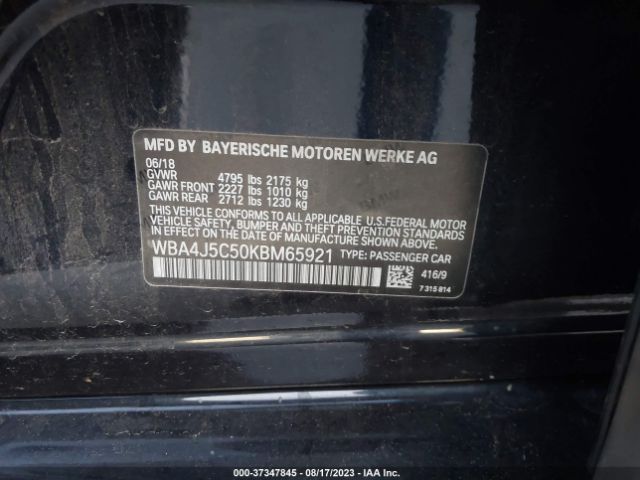 MFD BY BAYERISCHE MOTOREN WERKE AG
06/18
GVWR 4795 lbs 2175 kg
GAWR FRONT 2227 lbs 1010 kg
GAWR REAR 2712 lbs 1230 kg
THIS VEHICLE CONFORMS TO ALL APPLICABLE U.S.FEDERAL MOTOR
VEHICLE SAFETY, BUMPER AND THEFT PREVENTION STANDARDS
IN EFFECT ON THE DATE OF MANUFACTURE SHOWN ABOVE.
WBA4J5C50KBM65921 TYPE: PASSENGER CAR
416/9
7 315 814
000-37347845 - 08/17/2023 - IAA Inc.